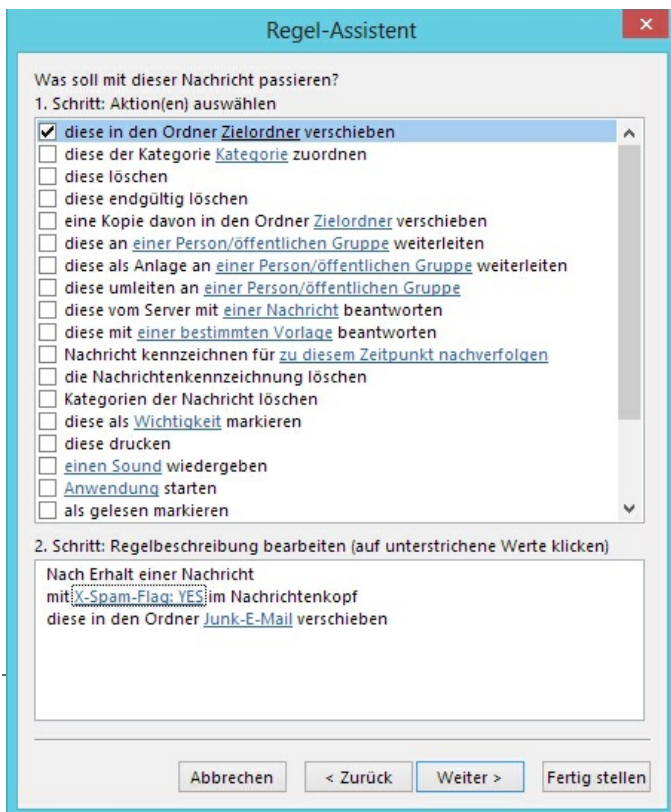 Regel-Assistent
Was soll mit dieser Nachricht passieren?
1. Schritt: Aktion(en) auswählen
diese in den Ordner Zielordner verschieben
diese der Kategorie Kategorie zuordnen
diese löschen
diese endgültig löschen
eine Kopie davon in den Ordner Zielordner verschieben
diese an einer Person/öffentlichen Gruppe weiterleiten
diese als Anlage an einer Person/öffentlichen Gruppe weiterleiten
diese umleiten an einer Person/öffentlichen Gruppe
diese vom Server mit einer Nachricht beantworten
diese mit einer bestimmten Vorlage beantworten
Nachricht kennzeichnen für zu diesem Zeitpunkt nachverfolgen
die Nachrichtenkennzeichnung löschen
Kategorien der Nachricht löschen
diese als Wichtigkeit markieren
diese drucken
einen Sound wiedergeben
Anwendung starten
als gelesen markieren
2. Schritt: Regelbeschreibung bearbeiten (auf unterstrichene Werte klicken)
Nach Erhalt einer Nachricht
mit X-Spam-Flag: YES im Nachrichtenkopf
diese in den Ordner Junk-E-Mail verschieben
Abbrechen < Zurück Weiter > Fertig stellen